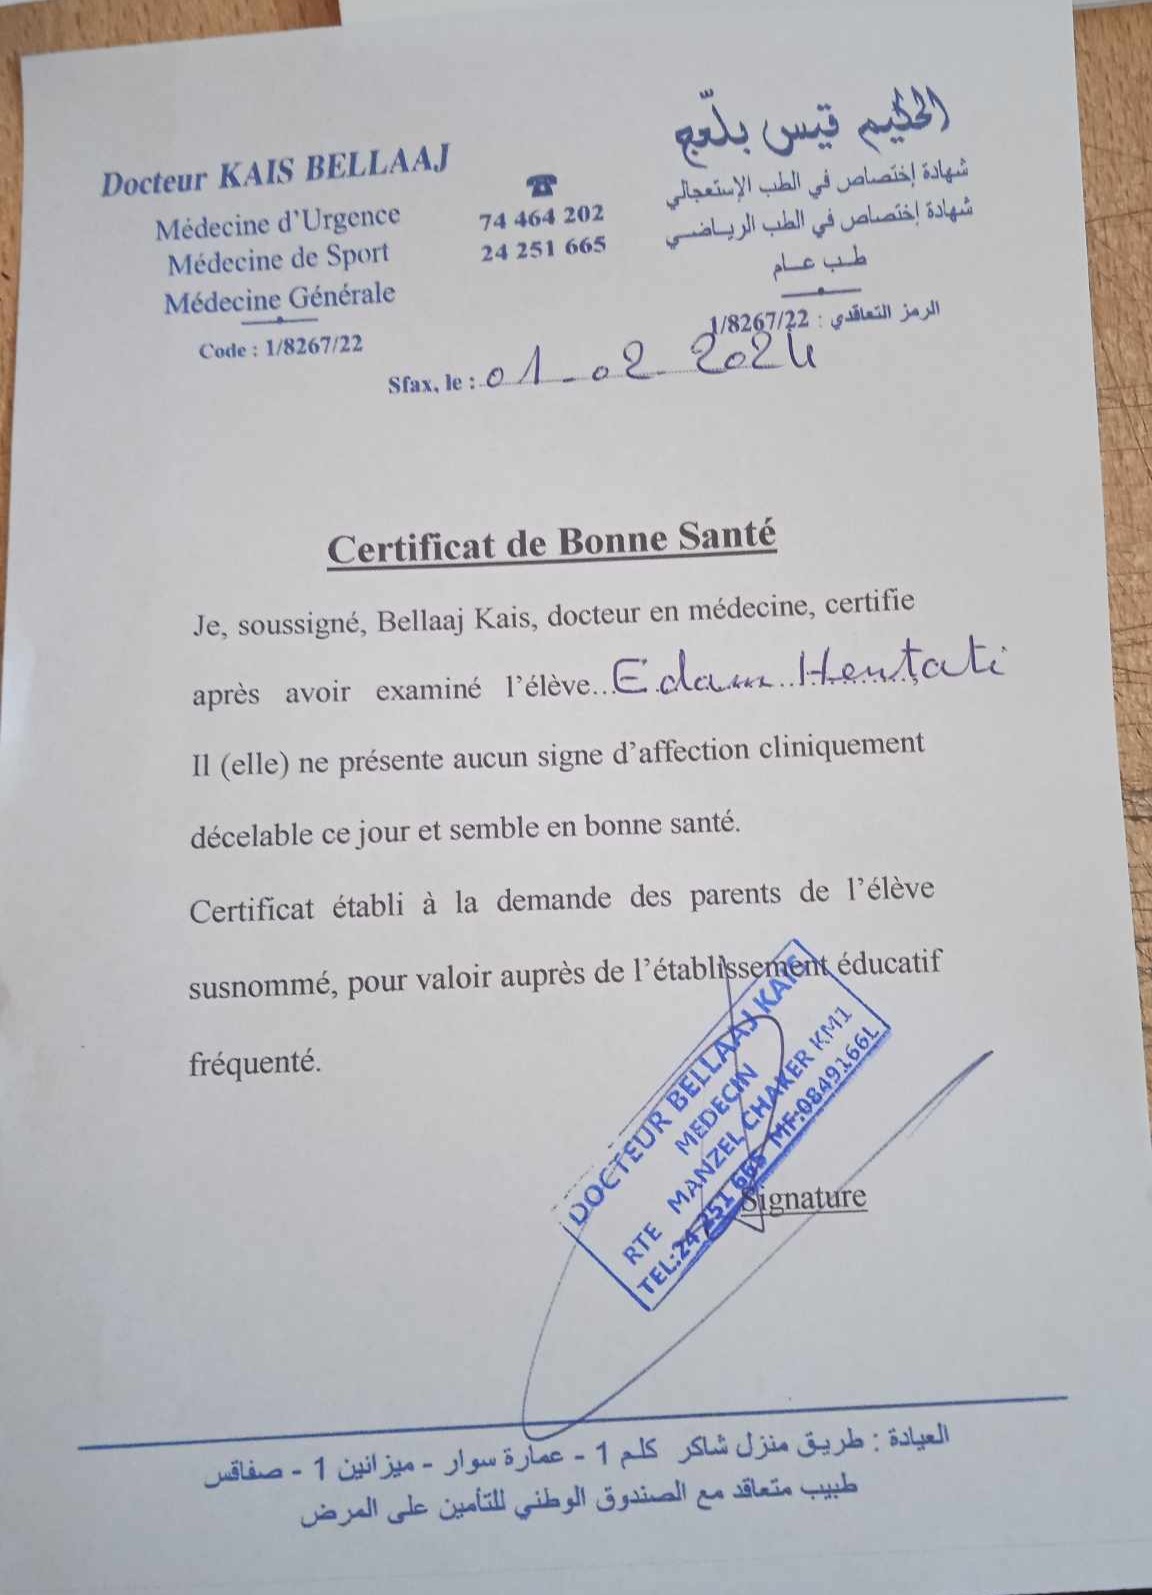 Docteur KAIS BELLAAJ
Médecine d'Urgence
Médecine de Sport
Médecine Générale
Code : 1/8267/22
74 464 202
24 251 665
الحكيم قيس بلّعج
شهادة إختصاص في الطب الإستعجالي
شهادة إختصاص في الطب الرياضي
طب عام
الرمز التعاقدي : 1/8267/22
Sfax, le : 01-02-2024
Certificat de Bonne Santé
Je, soussigné, Bellaaj Kais, docteur en médecine, certifie
après avoir examiné l'élève Edam Hentati
Il (elle) ne présente aucun signe d'affection cliniquement
décelable ce jour et semble en bonne santé.
Certificat établi à la demande des parents de l'élève
susnommé, pour valoir auprès de l'établissement éducatif
fréquenté.
DOCTEUR BELLAAJ KAIS
MEDECIN
RTE MANZEL CHAKER KM1
TEL:24 251 665 MF:0849166L
Signature
العيادة : طريق منزل شاكر كلم 1 - عمارة سوار - ميزانين 1 - صفاقس
طبيب متعاقد مع الصندوق الوطني للتأمين على المرض